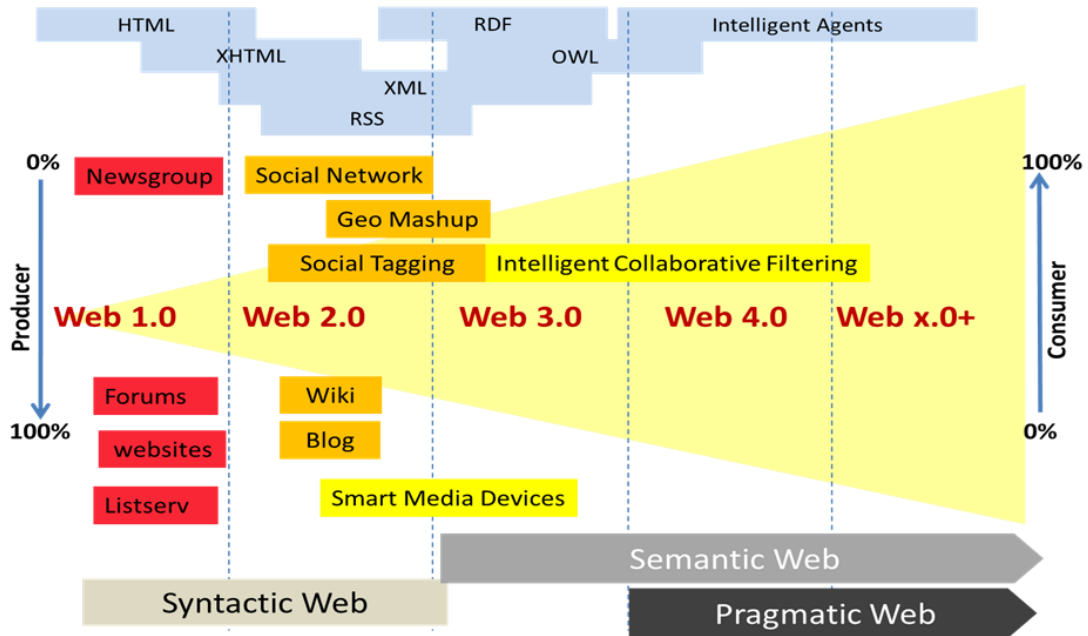 HTML
RDF
Intelligent Agents
XHTML
OWL
XML
RSS
0%
100%
Newsgroup
Social Network
Geo Mashup
Social Tagging
Intelligent Collaborative Filtering
Producer
Consumer
Web 1.0
Web 2.0
Web 3.0
Web 4.0
Web x.0+
Forums
Wiki
100%
0%
websites
Blog
Listserv
Smart Media Devices
Semantic Web
Syntactic Web
Pragmatic Web